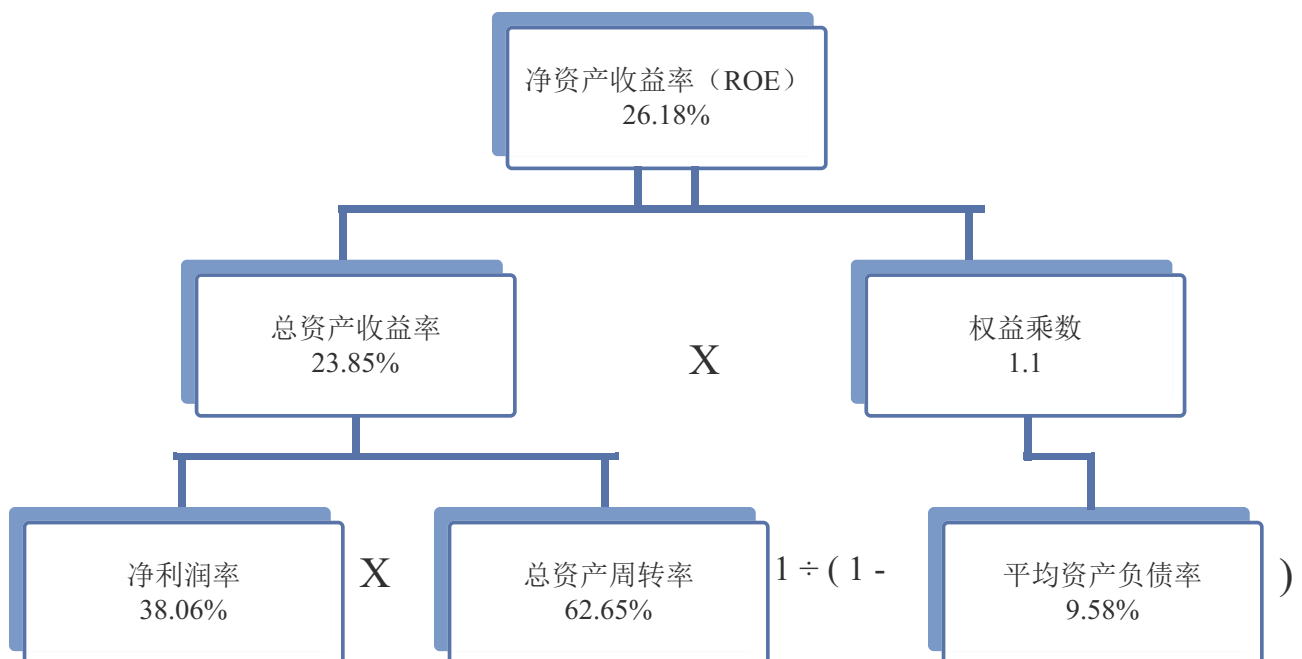 净资产收益率（ROE）
26.18%
总资产收益率
23.85%
X
权益乘数
1.1
净利润率
38.06%
X
总资产周转率
62.65%
1 ÷ ( 1 -
平均资产负债率
9.58%
)